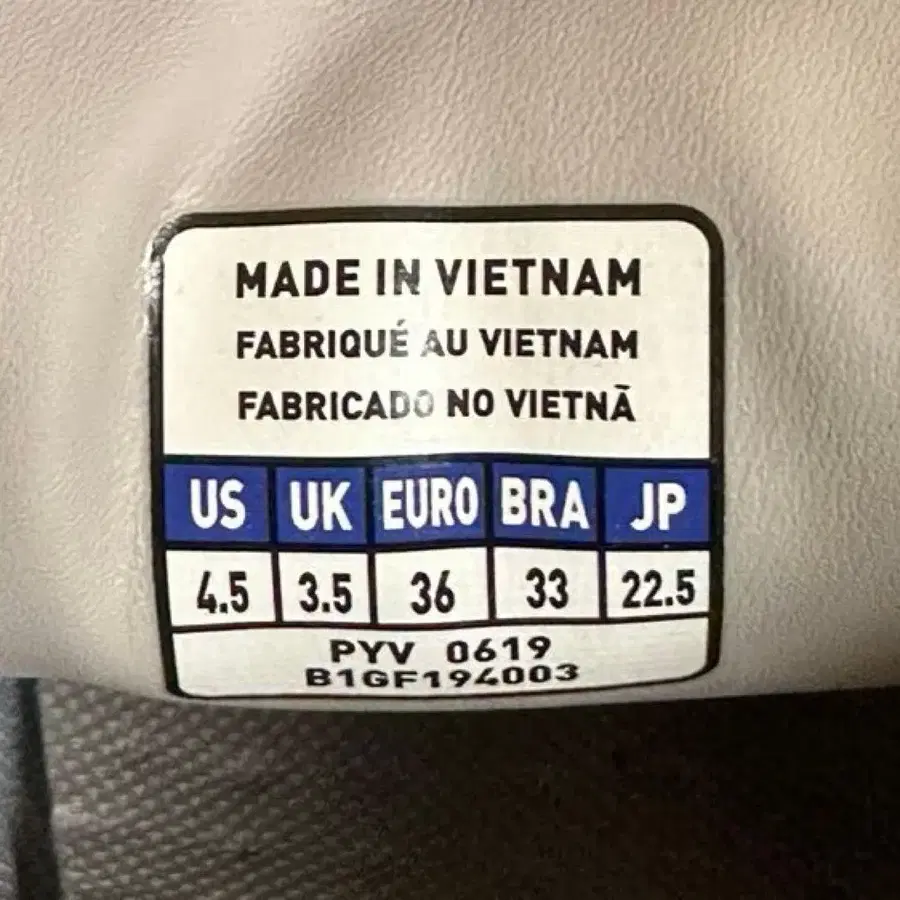 MADE IN VIETNAM
FABRIQUÉ AU VIETNAM
FABRICADO NO VIETNÃ
US UK EURO BRA JP
4.5 3.5 36 33 22.5
PYV 0619
B1GF194003